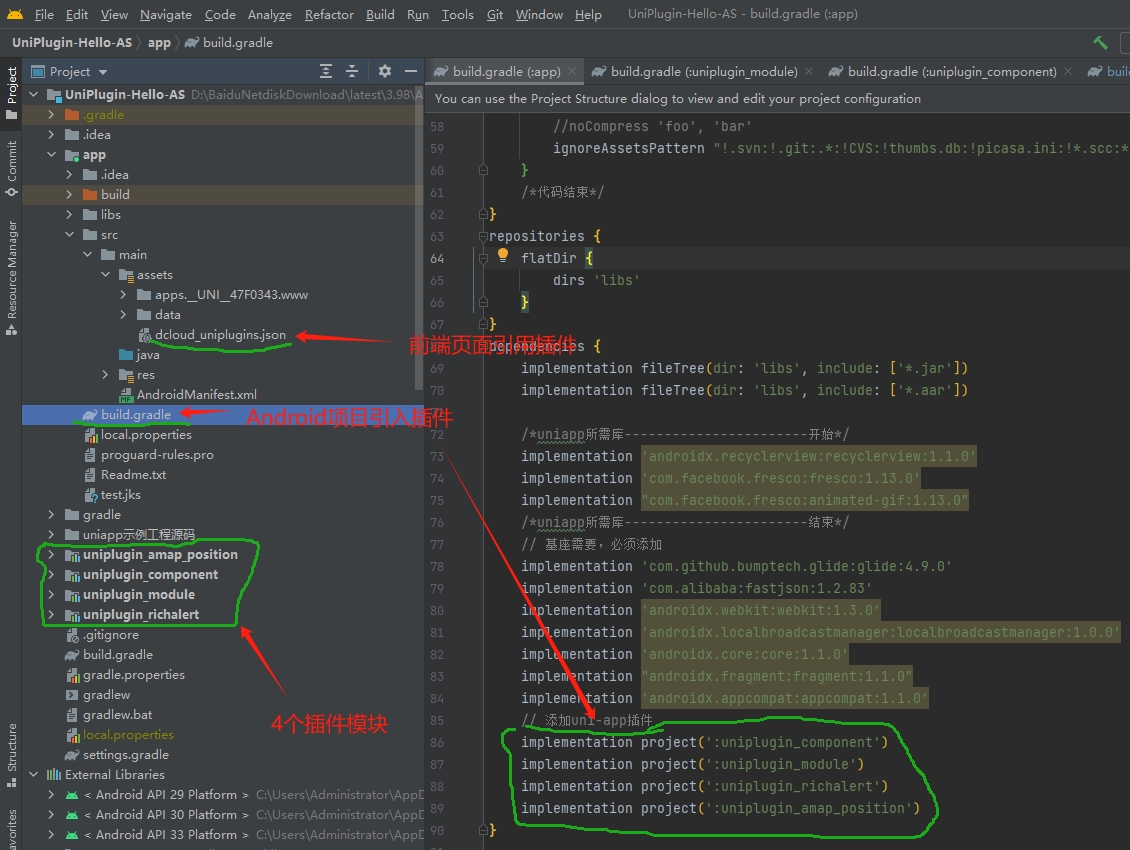 File Edit View Navigate Code Analyze Refactor Build Run Tools Git Window Help UniPlugin-Hello-AS - build.gradle (:app)
UniPlugin-Hello-AS app build.gradle
Project
Commit
Resource Manager
Structure
Project
UniPlugin-Hello-AS D:\BaiduNetdiskDownload\latest\3.98\A
.gradle
.idea
app
.idea
build
libs
src
main
assets
apps.__UNI__47F0343.www
data
dcloud_uniplugins.json
java
res
AndroidManifest.xml
build.gradle
local.properties
proguard-rules.pro
Readme.txt
test.jks
gradle
uniapp示例工程源码
uniplugin_amap_position
uniplugin_component
uniplugin_module
uniplugin_richalert
.gitignore
build.gradle
gradle.properties
gradlew
gradlew.bat
local.properties
settings.gradle
External Libraries
< Android API 29 Platform > C:\Users\Administrator\AppD
< Android API 30 Platform > C:\Users\Administrator\AppD
< Android API 33 Platform > C:\Users\Administrator\AppD
前端页面引用插件
Android项目引入插件
4个插件模块
build.gradle (:app) build.gradle (:uniplugin_module) build.gradle (:uniplugin_component) buil
You can use the Project Structure dialog to view and edit your project configuration
58 //noCompress 'foo', 'bar'
59 ignoreAssetsPattern "!.svn:!.git:.*:!CVS:!thumbs.db:!picasa.ini:!*.scc:*
60 }
61 /*代码结束*/
62 }
63 repositories {
64 flatDir {
65 dirs 'libs'
66 }
67 }
dependencies {
69 implementation fileTree(dir: 'libs', include: ['*.jar'])
implementation fileTree(dir: 'libs', include: ['*.aar'])
72 /*uniapp所需库-----------------------开始*/
73 implementation 'androidx.recyclerview:recyclerview:1.1.0'
74 implementation 'com.facebook.fresco:fresco:1.13.0'
75 implementation "com.facebook.fresco:animated-gif:1.13.0"
76 /*uniapp所需库-----------------------结束*/
77 // 基座需要，必须添加
78 implementation 'com.github.bumptech.glide:glide:4.9.0'
79 implementation 'com.alibaba:fastjson:1.2.83'
80 implementation 'androidx.webkit:webkit:1.3.0'
81 implementation 'androidx.localbroadcastmanager:localbroadcastmanager:1.0.0'
82 implementation 'androidx.core:core:1.1.0'
83 implementation "androidx.fragment:fragment:1.1.0"
84 implementation 'androidx.appcompat:appcompat:1.1.0'
85 // 添加uni-app插件
86 implementation project(':uniplugin_component')
87 implementation project(':uniplugin_module')
88 implementation project(':uniplugin_richalert')
89 implementation project(':uniplugin_amap_position')
90 }